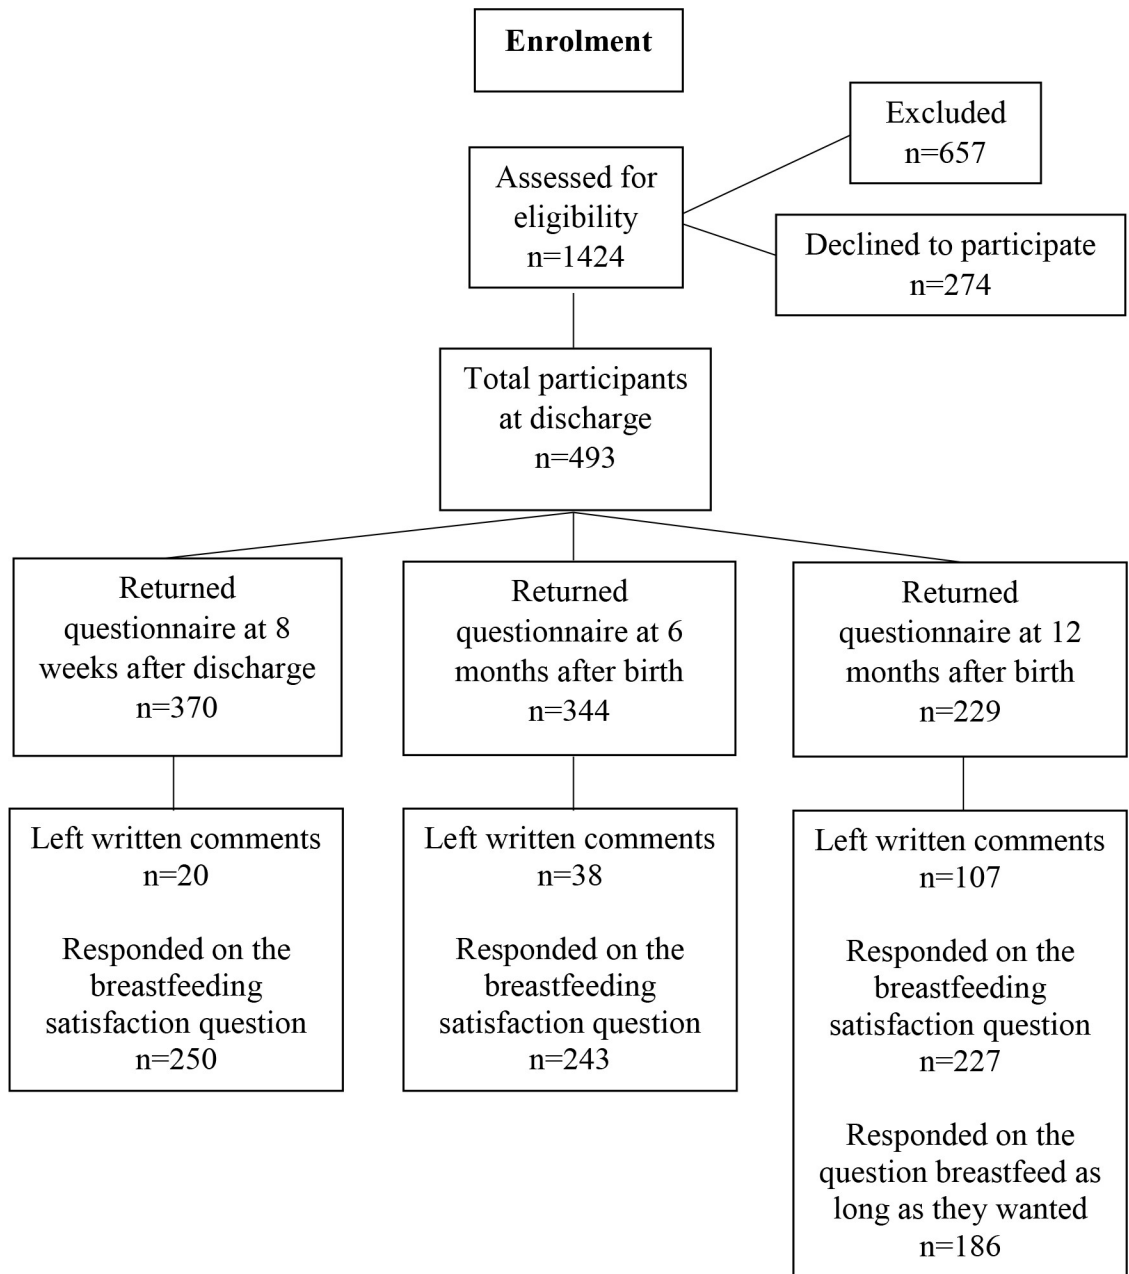 Enrolment
Excluded
n=657
Assessed for
eligibility
n=1424
Declined to participate
n=274
Total participants
at discharge
n=493
Returned
questionnaire at 8
weeks after discharge
n=370
Returned
questionnaire at 6
months after birth
n=344
Returned
questionnaire at 12
months after birth
n=229
Left written comments
n=20
Responded on the
breastfeeding
satisfaction question
n=250
Left written comments
n=38
Responded on the
breastfeeding
satisfaction question
n=243
Left written comments
n=107
Responded on the
breastfeeding
satisfaction question
n=227
Responded on the
question breastfeed as
long as they wanted
n=186